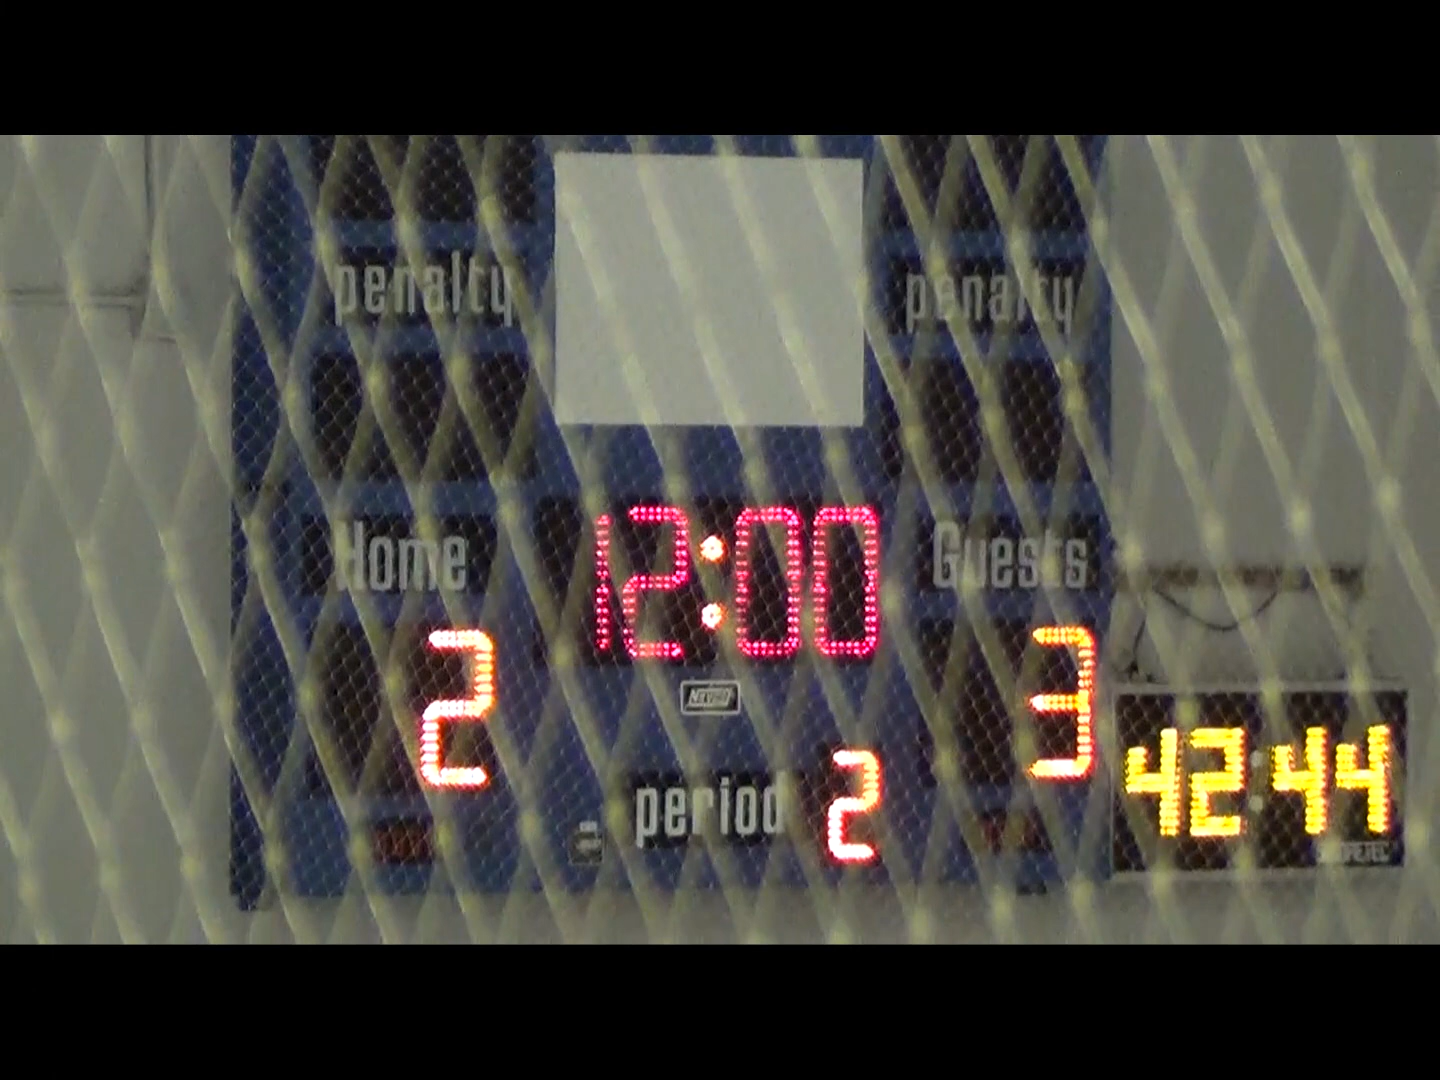 penalty penalty
Home 12:00 Guests
2 3
period 2
42:44